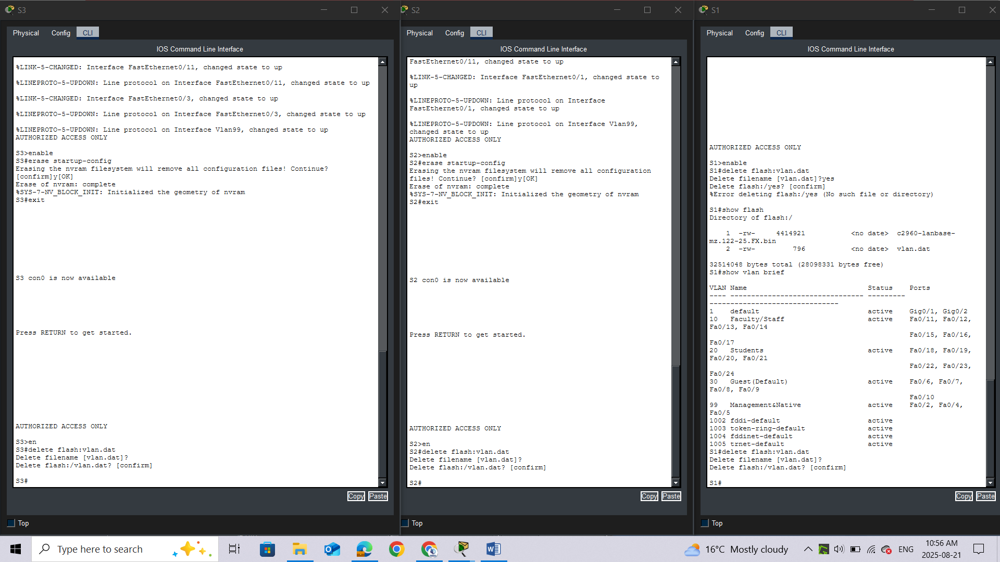 S3
Physical Config CLI
IOS Command Line Interface
%LINK-5-CHANGED: Interface FastEthernet0/11, changed state to up
%LINEPROTO-5-UPDOWN: Line protocol on Interface FastEthernet0/11, changed state to up
%LINK-5-CHANGED: Interface FastEthernet0/3, changed state to up
%LINEPROTO-5-UPDOWN: Line protocol on Interface FastEthernet0/3, changed state to up
%LINEPROTO-5-UPDOWN: Line protocol on Interface Vlan99, changed state to up
AUTHORIZED ACCESS ONLY
S3>enable
S3#erase startup-config
Erasing the nvram filesystem will remove all configuration files! Continue?
[confirm]y[OK]
Erase of nvram: complete
%SYS-7-NV_BLOCK_INIT: Initialized the geometry of nvram
S3#exit
S3 con0 is now available
Press RETURN to get started.
AUTHORIZED ACCESS ONLY
S3>en
S3#delete flash:vlan.dat
Delete filename [vlan.dat]?
Delete flash:/vlan.dat? [confirm]
S3#
Copy Paste
Top
S2
Physical Config CLI
IOS Command Line Interface
FastEthernet0/11, changed state to up
%LINK-5-CHANGED: Interface FastEthernet0/1, changed state to
up
%LINEPROTO-5-UPDOWN: Line protocol on Interface
FastEthernet0/1, changed state to up
%LINEPROTO-5-UPDOWN: Line protocol on Interface Vlan99,
changed state to up
AUTHORIZED ACCESS ONLY
S2>enable
S2#erase startup-config
Erasing the nvram filesystem will remove all configuration
files! Continue? [confirm]y[OK]
Erase of nvram: complete
%SYS-7-NV_BLOCK_INIT: Initialized the geometry of nvram
S2#exit
S2 con0 is now available
Press RETURN to get started.
AUTHORIZED ACCESS ONLY
S2>en
S2#delete flash:vlan.dat
Delete filename [vlan.dat]?
Delete flash:/vlan.dat? [confirm]
S2#
Copy Paste
Top
S1
Physical Config CLI
IOS Command Line Interface
AUTHORIZED ACCESS ONLY
S1>enable
S1#delete flash:vlan.dat
Delete filename [vlan.dat]?yes
Delete flash:/yes? [confirm]
%Error deleting flash:/yes (No such file or directory)
S1#show flash
Directory of flash:/
1 -rw- 4414921 <no date> c2960-lanbase-
mz.122-25.FX.bin
2 -rw- 796 <no date> vlan.dat
32514048 bytes total (28098331 bytes free)
S1#show vlan brief
VLAN Name Status Ports
---- -------------------------------- ---------
-------------------------------
1 default active Gig0/1, Gig0/2
10 Faculty/Staff active Fa0/11, Fa0/12,
Fa0/13, Fa0/14
Fa0/15, Fa0/16,
Fa0/17
20 Students active Fa0/18, Fa0/19,
Fa0/20, Fa0/21
Fa0/22, Fa0/23,
Fa0/24
30 Guest(Default) active Fa0/6, Fa0/7,
Fa0/8, Fa0/9
Fa0/10
99 Management&Native active Fa0/2, Fa0/4,
Fa0/5
1002 fddi-default active
1003 token-ring-default active
1004 fddinet-default active
1005 trnet-default active
S1#delete flash:vlan.dat
Delete filename [vlan.dat]?
Delete flash:/vlan.dat? [confirm]
S1#
Copy Paste
Top
Type here to search
16°C Mostly cloudy
ENG
10:56 AM
2025-08-21